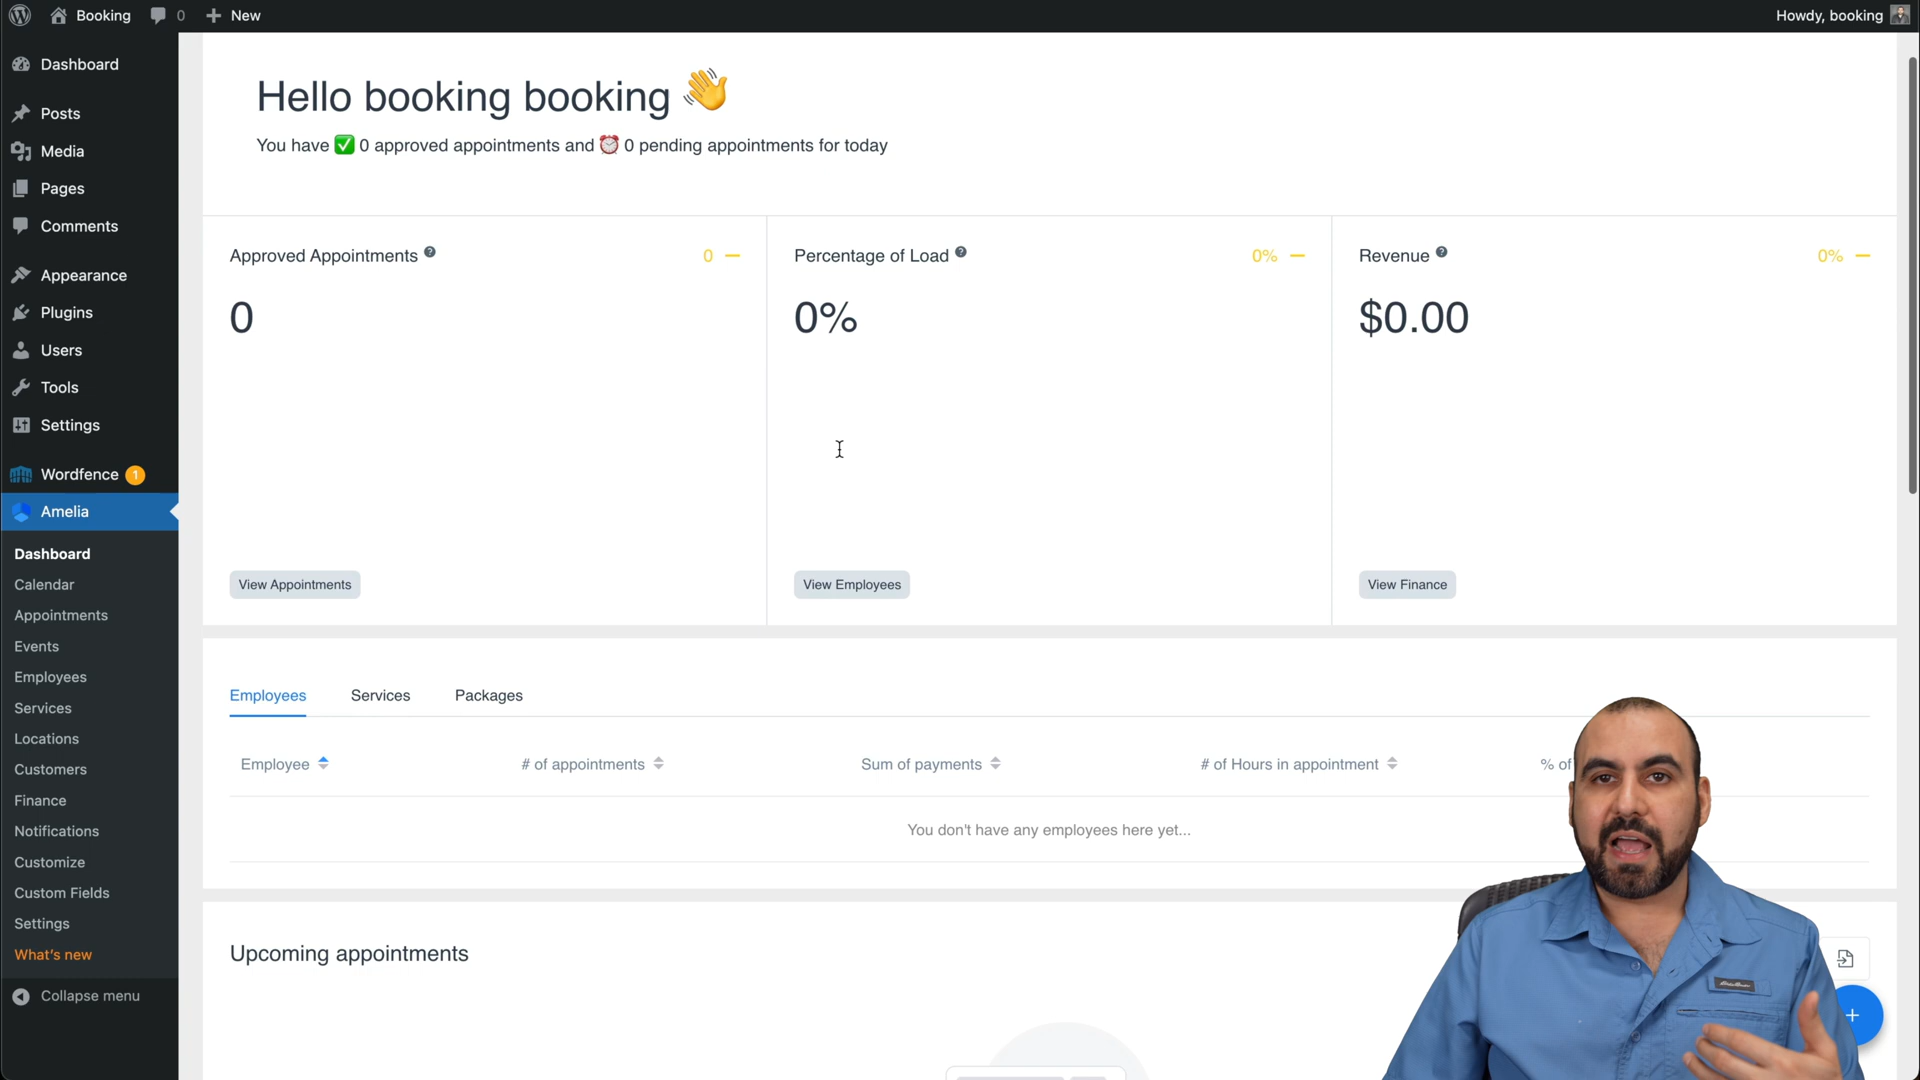 Booking 0 New
Howdy, booking
Dashboard
Posts
Media
Pages
Comments
Appearance
Plugins
Users
Tools
Settings
Wordfence 1
Amelia
Dashboard
Calendar
Appointments
Events
Employees
Services
Locations
Customers
Finance
Notifications
Customize
Custom Fields
Settings
What's new
Collapse menu
Hello booking booking 👋
You have ✅ 0 approved appointments and ⏰ 0 pending appointments for today
Approved Appointments 0
0
View Appointments
Percentage of Load 0%
0%
View Employees
Revenue 0%
$0.00
View Finance
Employees Services Packages
Employee # of appointments Sum of payments # of Hours in appointment % of
You don't have any employees here yet...
Upcoming appointments